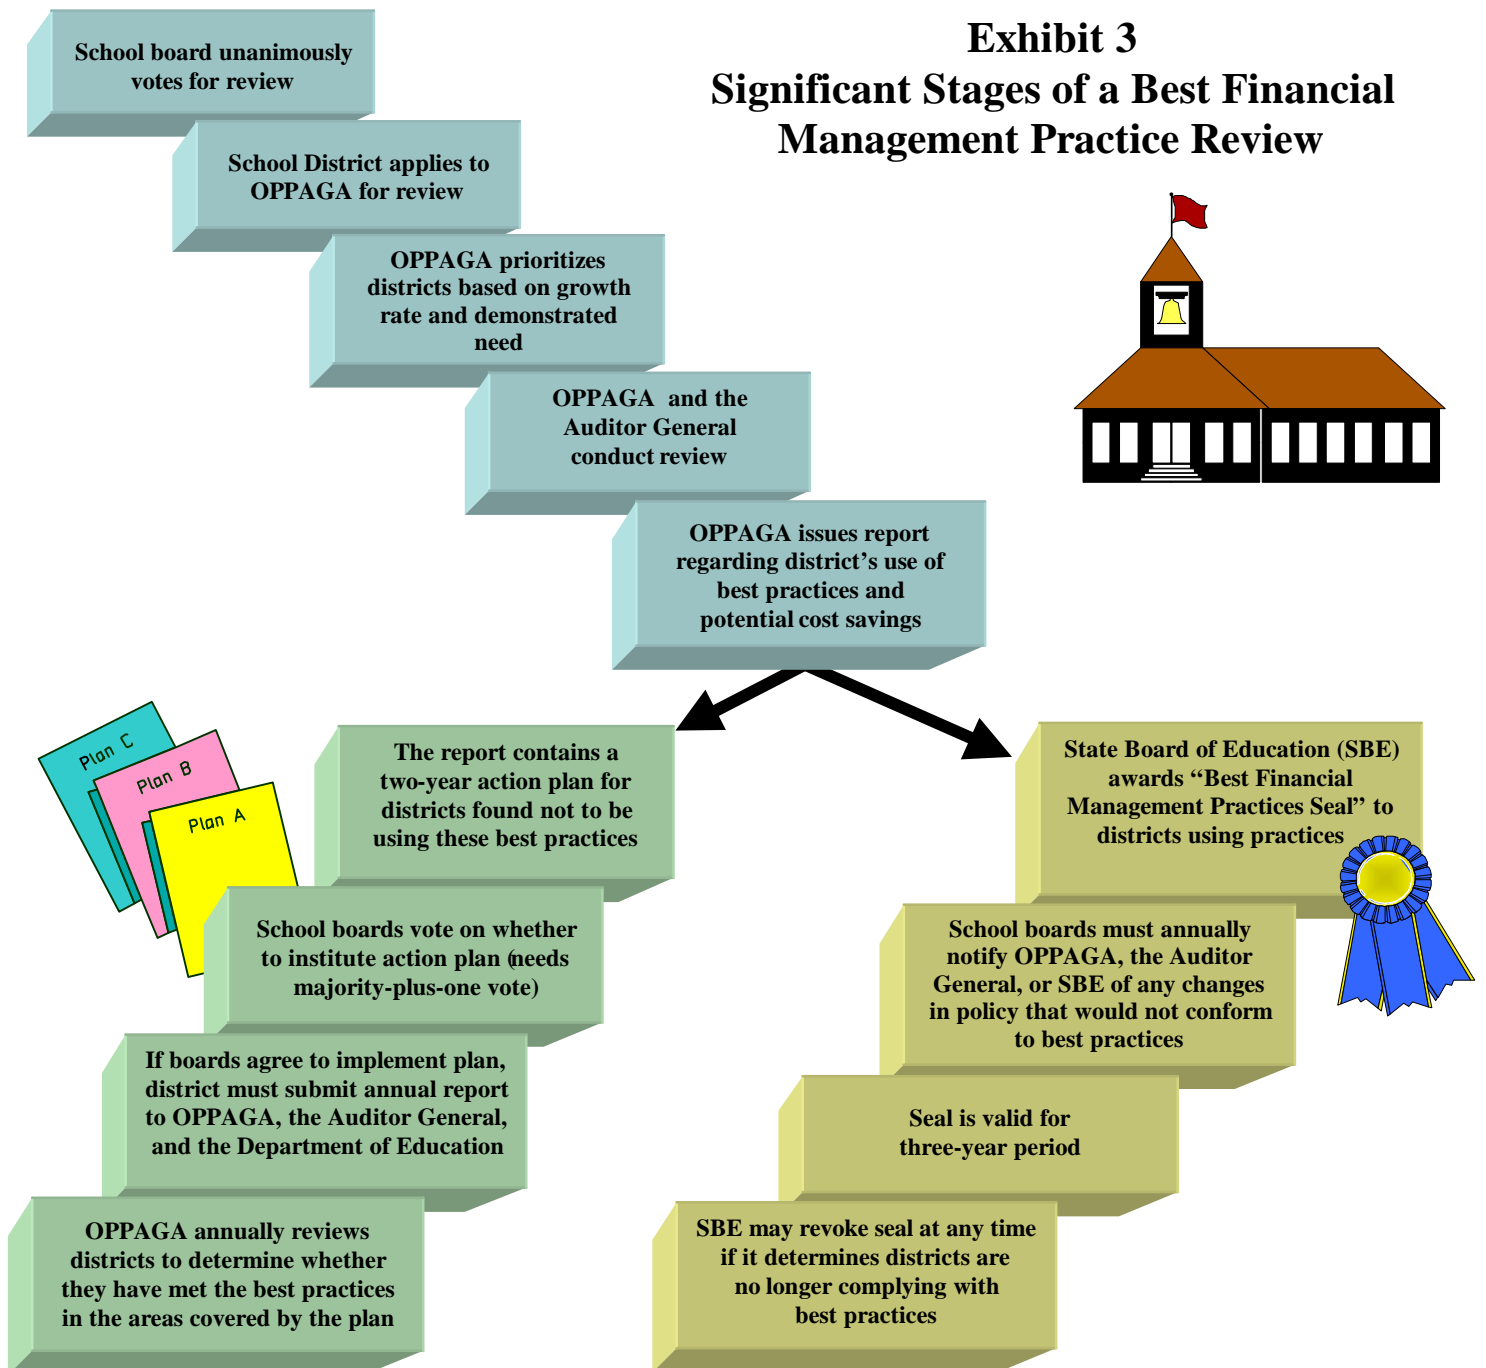 Exhibit 3
Significant Stages of a Best Financial
Management Practice Review
School board unanimously
votes for review
School District applies to
OPPAGA for review
OPPAGA prioritizes
districts based on growth
rate and demonstrated
need
OPPAGA and the
Auditor General
conduct review
OPPAGA issues report
regarding district’s use of
best practices and
potential cost savings
Plan C
Plan B
Plan A
The report contains a
two-year action plan for
districts found not to be
using these best practices
School boards vote on whether
to institute action plan (needs
majority-plus-one vote)
If boards agree to implement plan,
district must submit annual report
to OPPAGA, the Auditor General,
and the Department of Education
OPPAGA annually reviews
districts to determine whether
they have met the best practices
in the areas covered by the plan
State Board of Education (SBE)
awards “Best Financial
Management Practices Seal” to
districts using practices
School boards must annually
notify OPPAGA, the Auditor
General, or SBE of any changes
in policy that would not conform
to best practices
Seal is valid for
three-year period
SBE may revoke seal at any time
if it determines districts are
no longer complying with
best practices